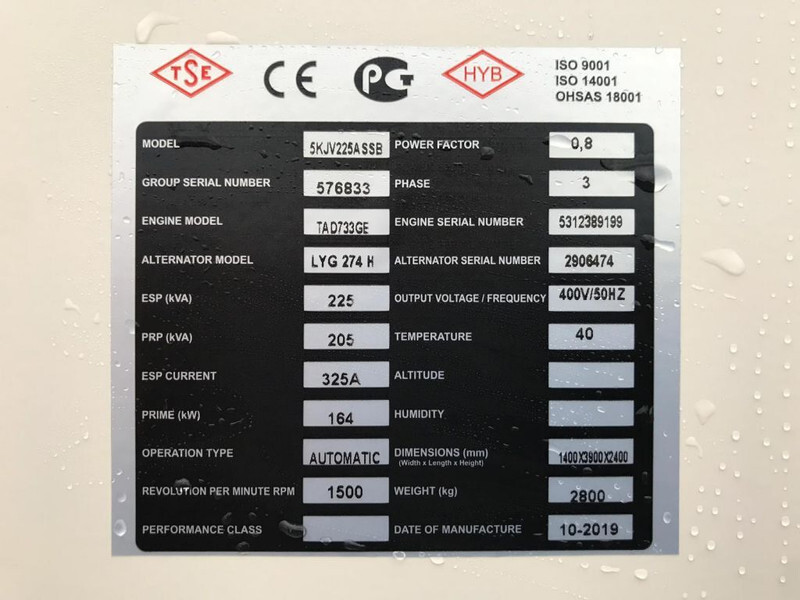 TSE CE PG HYB ISO 9001
ISO 14001
OHSAS 18001
MODEL 5KJV225ASSB POWER FACTOR 0,8
GROUP SERIAL NUMBER 576833 PHASE 3
ENGINE MODEL TAD733GE ENGINE SERIAL NUMBER 5312389199
ALTERNATOR MODEL LYG 274 H ALTERNATOR SERIAL NUMBER 2906474
ESP (kVA) 225 OUTPUT VOLTAGE / FREQUENCY 400V/50HZ
PRP (kVA) 205 TEMPERATURE 40
ESP CURRENT 325A ALTITUDE
PRIME (kW) 164 HUMIDITY
OPERATION TYPE AUTOMATIC DIMENSIONS (mm) 1400X3900X2400
(Width x Length x Height)
REVOLUTION PER MINUTE RPM 1500 WEIGHT (kg) 2800
PERFORMANCE CLASS DATE OF MANUFACTURE 10-2019